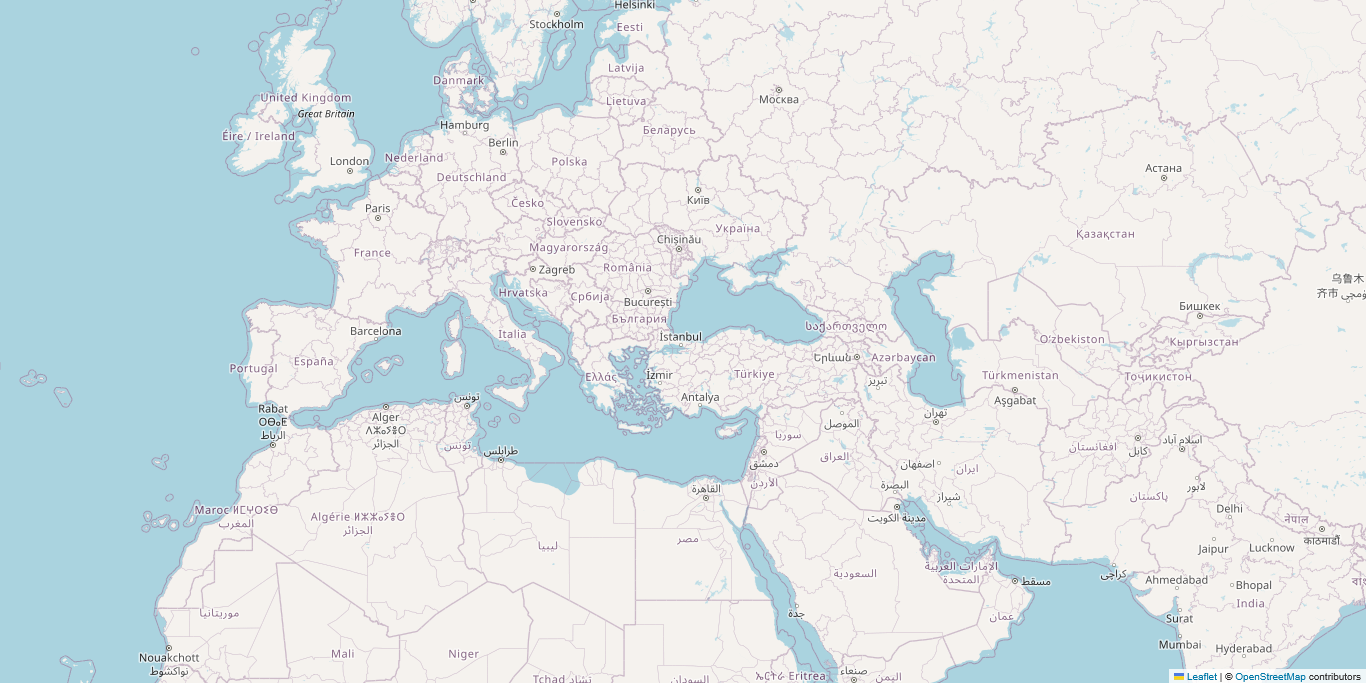 Helsinki
Stockholm
Eesti
Latvija
Danmark
Москва
United Kingdom
Great Britain
Lietuva
Hamburg
Беларусь
Éire / Ireland
Berlin
London
Nederland
Polska
Астана
Deutschland
Київ
Česko
Paris
Slovensko
Україна
Қазақстан
Chișinău
Magyarország
France
România
Zagreb
Hrvatska
Србија
București
Бишкек
България
საქართველო
Barcelona
Italia
İstanbul
Oʻzbekiston
Кыргызстан
España
Portugal
Երևան
Azərbaycan
Ελλάς
İzmir
Türkiye
تبریز
Türkmenistan
Тоҷикистон
Antalya
Aşgabat
تونس
Rabat
ⵔⴱⴰⵟ
الرباط
Alger
ⴷⵣⴰⵢⴻⵔ
الجزائر
تهران
الموصل
سوريا
تونس
طرابلس
العراق
افغانستان
کابل
اسلام آباد
دمشق
اصفهان
ایران
الأردن
القاهرة
البصرة
شیراز
پاکستان
لاہور
乌鲁木
齐市
Maroc ⵍⵎⵖⵔⵉⴱ
المغرب
Algérie ⵍⵣⵣⴰⵢⴻⵔ
الجزائر
مدينة الكويت
Delhi
नेपाल
काठमाडौं
ليبيا
مصر
Jaipur
Lucknow
السعودية
الإمارات العربية
المتحدة
مسقط
کراچی
Ahmedabad
Bhopal
India
موريتانيا
جدة
عمان
Surat
Mumbai
Hyderabad
Nouakchott
نواكشوط
Mali
Niger
Tchad تشاد
السودان
Eritrea
صنعاء
اليمن
Leaflet | © OpenStreetMap contributors